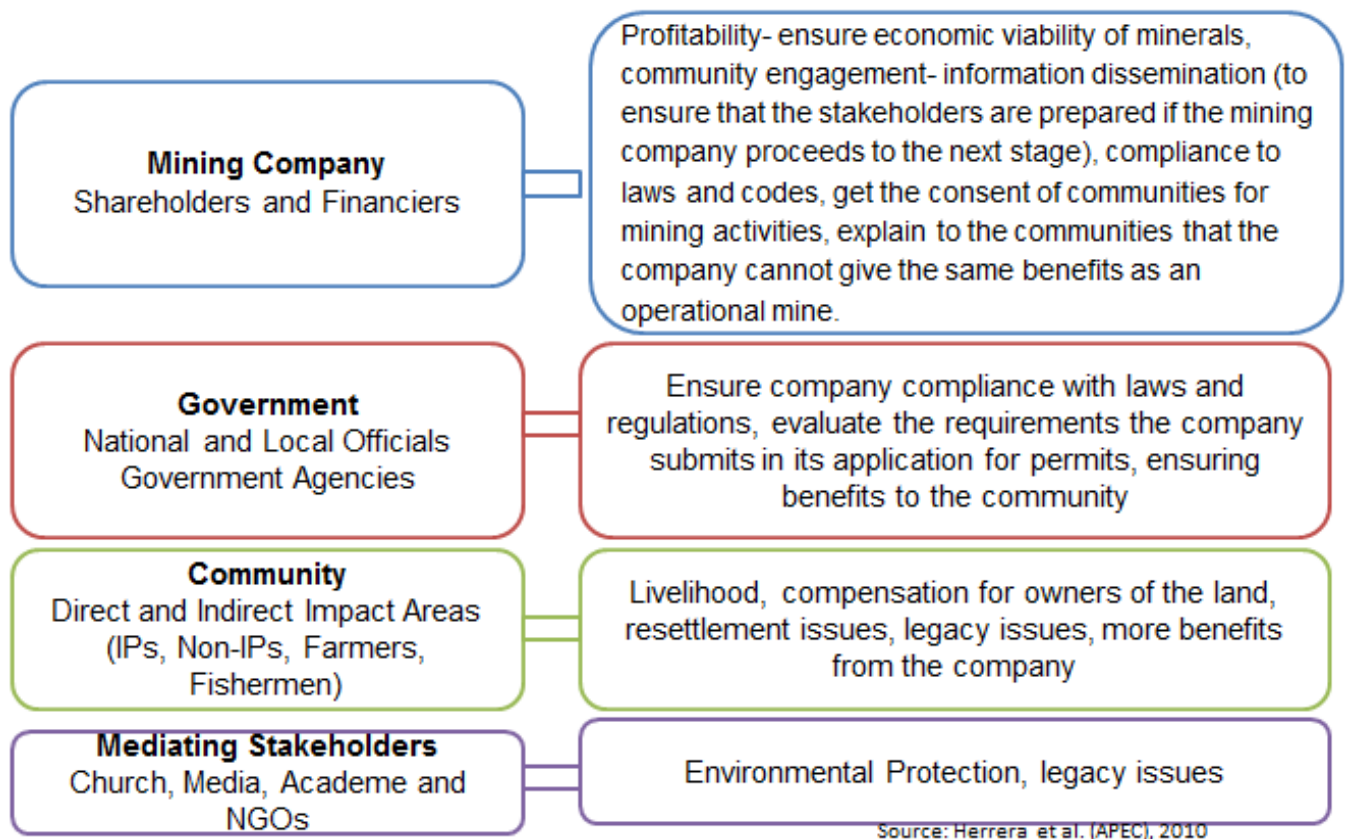 Mining Company
Shareholders and Financiers
Profitability- ensure economic viability of minerals,
community engagement- information dissemination (to
ensure that the stakeholders are prepared if the mining
company proceeds to the next stage), compliance to
laws and codes, get the consent of communities for
mining activities, explain to the communities that the
company cannot give the same benefits as an
operational mine.
Government
National and Local Officials
Government Agencies
Ensure company compliance with laws and
regulations, evaluate the requirements the company
submits in its application for permits, ensuring
benefits to the community
Community
Direct and Indirect Impact Areas
(IPs, Non-IPs, Farmers,
Fishermen)
Livelihood, compensation for owners of the land,
resettlement issues, legacy issues, more benefits
from the company
Mediating Stakeholders
Church, Media, Academe and
NGOs
Environmental Protection, legacy issues
Source: Herrera et al. (APEC), 2010